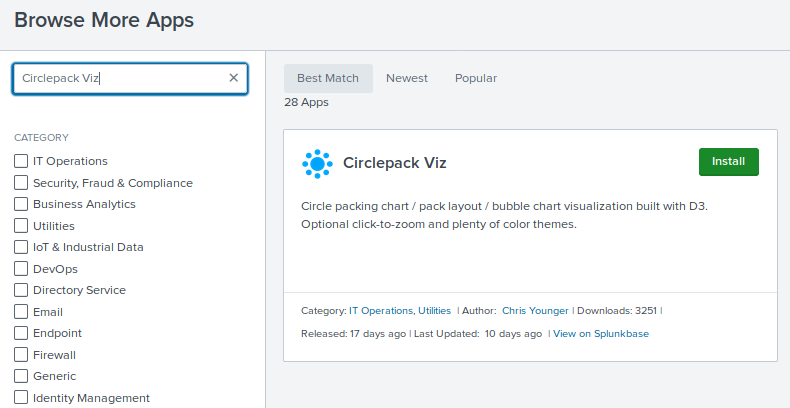 Browse More Apps
Circlepack Viz
CATEGORY
IT Operations
Security, Fraud & Compliance
Business Analytics
Utilities
IoT & Industrial Data
DevOps
Directory Service
Email
Endpoint
Firewall
Generic
Identity Management
Best Match Newest Popular
28 Apps
Circlepack Viz Install
Circle packing chart / pack layout / bubble chart visualization built with D3.
Optional click-to-zoom and plenty of color themes.
Category: IT Operations, Utilities | Author: Chris Younger | Downloads: 3251 |
Released: 17 days ago | Last Updated: 10 days ago | View on Splunkbase